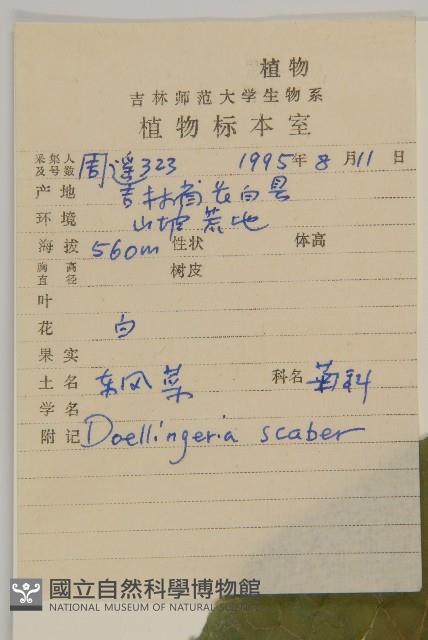 植物
吉林师范大学生物系
植物标本室
采集人及号数 周遥323 1995年8月11日
产地 吉林省长白县
环境 山坡荒地
海拔 560m 性状 体高
胸高直径 树皮
叶
花 白
果实
土名 东风菜 科名 菊科
学名
附记 Doellingeria scaber
國立自然科學博物館
NATIONAL MUSEUM OF NATURAL SCIENCE